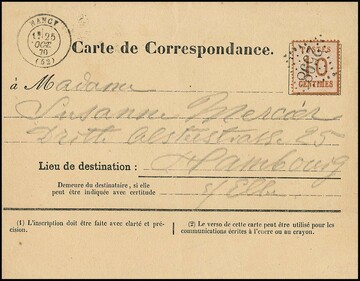 NANCY
25
OCT.
70
(52)
Carte de Correspondance.
10
CENTIMES
à Madame
Susanne Mercier
Dritte Alsterstrasse 25
Lieu de destination : Hambourg
s/Elbe
Demeure du destinataire, si elle
peut être indiquée avec certitude
(1) L'inscription doit être faite avec clarté et pré-
cision.
(2) Le verso de cette carte peut être utilisé pour les
communications écrites à l'encre ou au crayon.